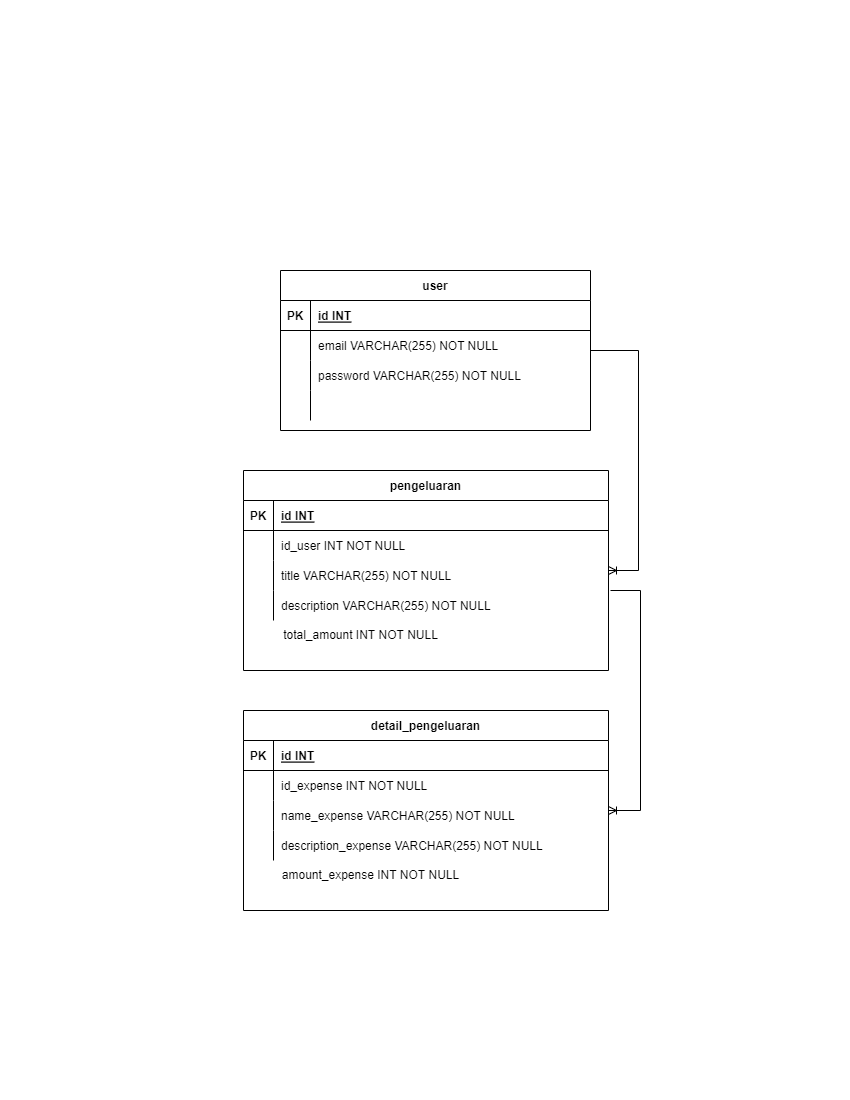 user
PK id INT
email VARCHAR(255) NOT NULL
password VARCHAR(255) NOT NULL
pengeluaran
PK id INT
id_user INT NOT NULL
title VARCHAR(255) NOT NULL
description VARCHAR(255) NOT NULL
total_amount INT NOT NULL
detail_pengeluaran
PK id INT
id_expense INT NOT NULL
name_expense VARCHAR(255) NOT NULL
description_expense VARCHAR(255) NOT NULL
amount_expense INT NOT NULL